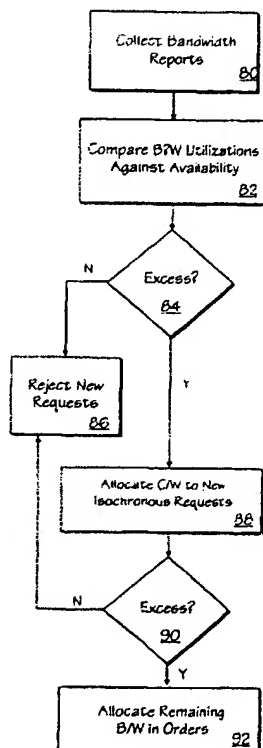 Collect Bandwidth
Reports
80
Compare B/W Utilizations
Against Availability
82
Excess?
84
N
Y
Reject New
Requests
86
Allocate C/W to New
Isochronous Requests
88
Excess?
90
N
Y
Allocate Remaining
B/W in Orders
92